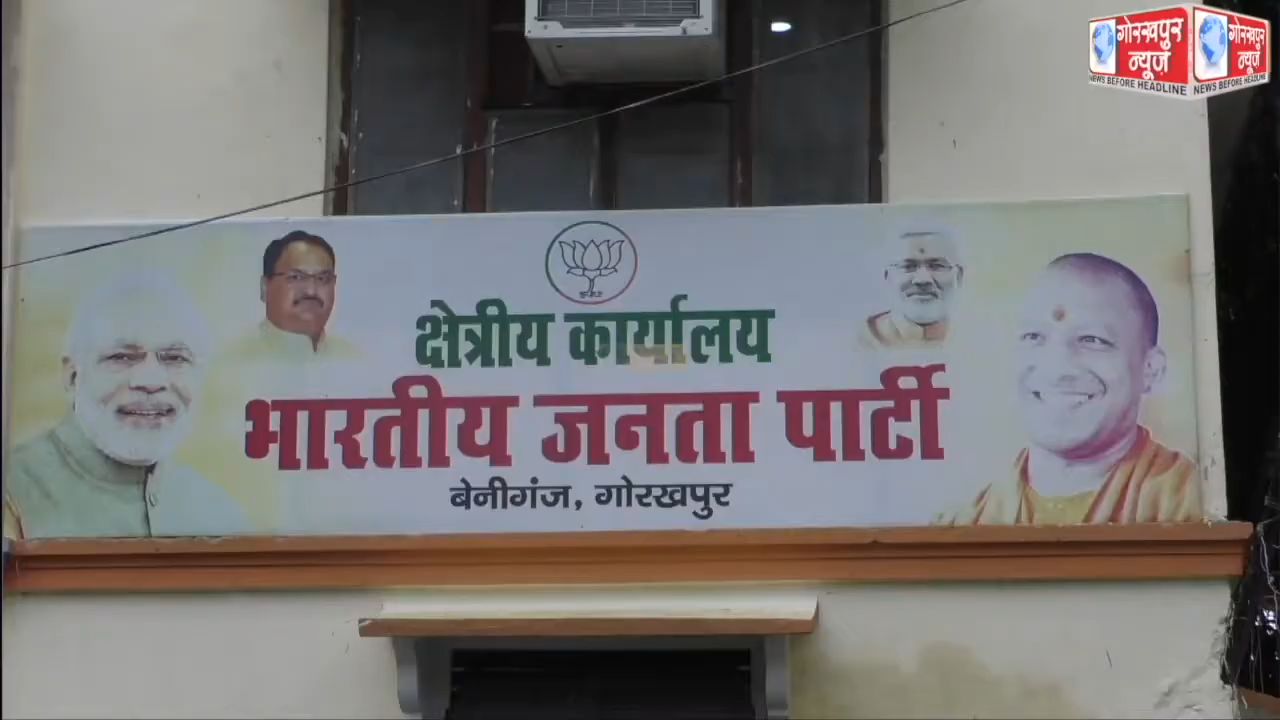 गोरखपुर
न्यूज़
NEWS BEFORE HEADLINE
गोरखपुर
न्यूज़
NEWS BEFORE HEADLINE
क्षेत्रीय कार्यालय
भारतीय जनता पार्टी
बेनीगंज, गोरखपुर